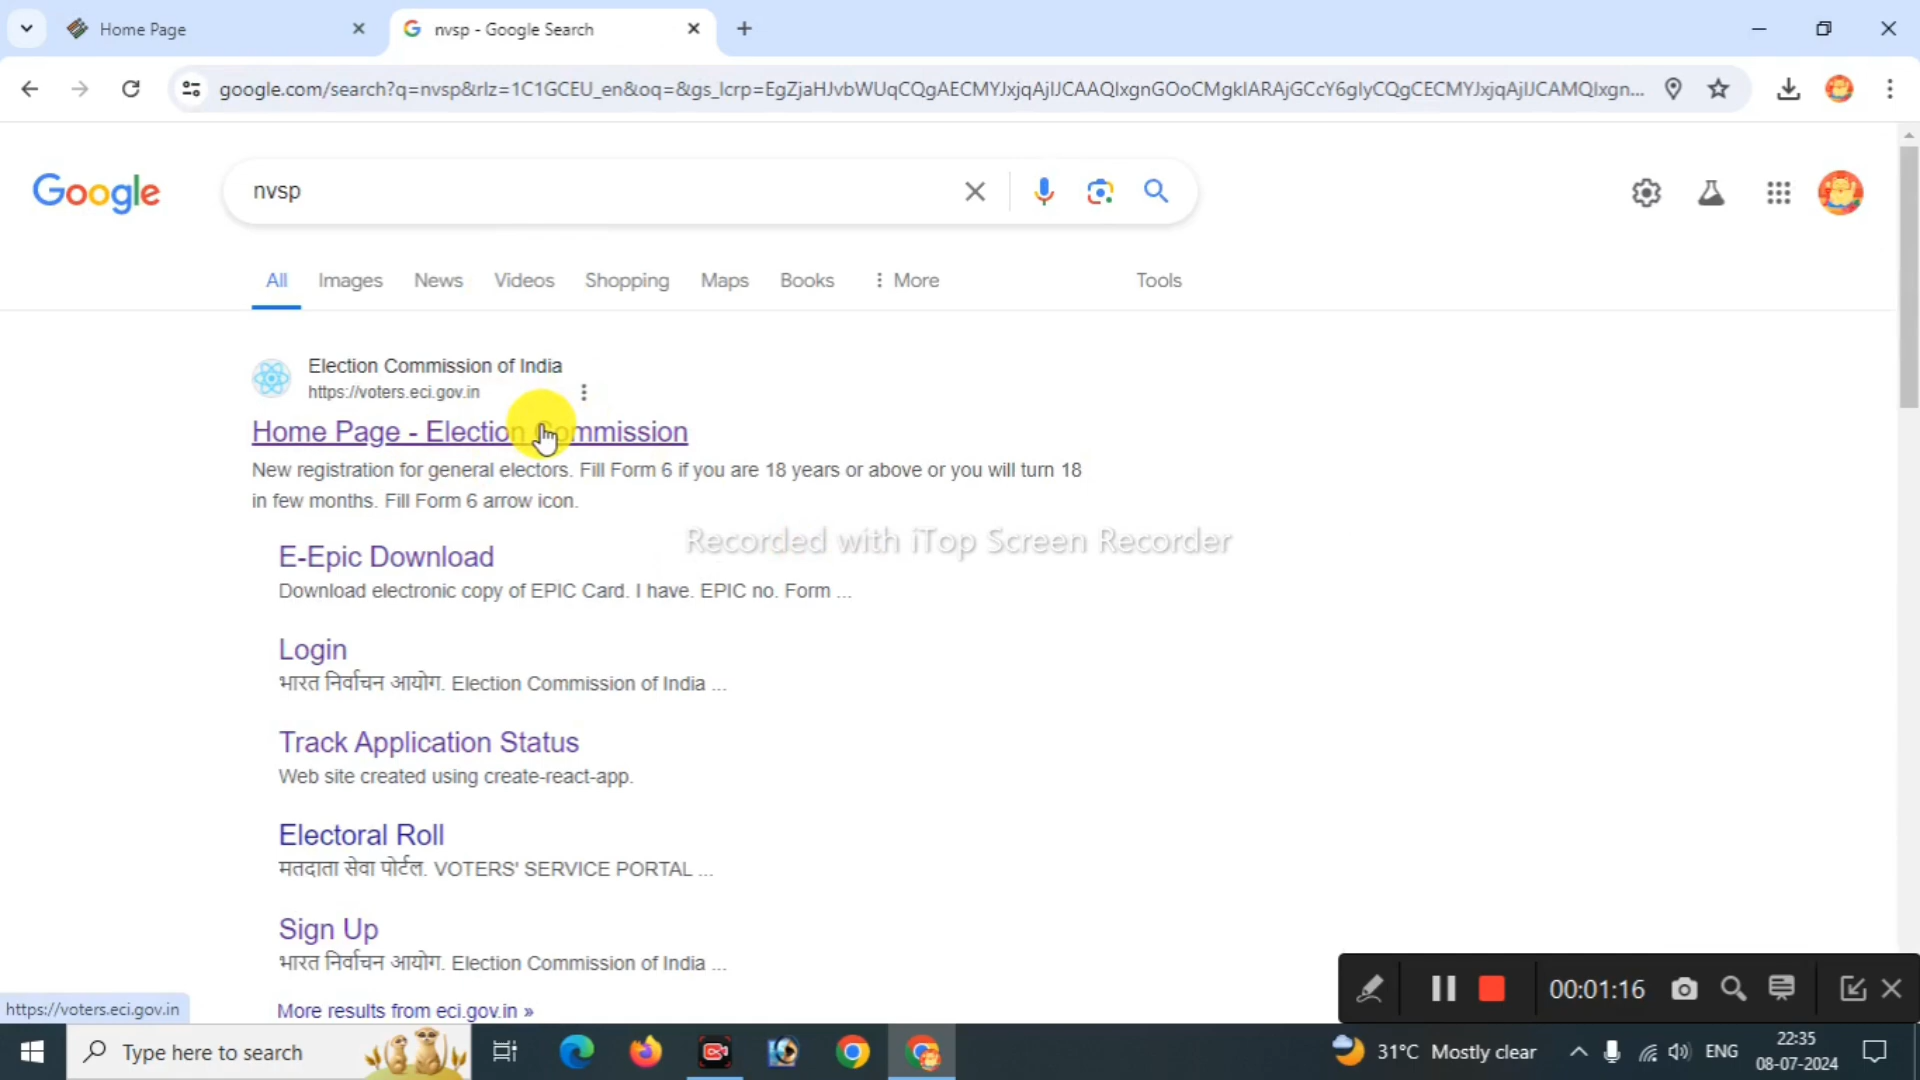 Home Page
nvsp - Google Search
google.com/search?q=nvsp&rlz=1C1GCEU_en&oq=&gs_lcrp=EgZjaHJvbWUqCQgAECMYJxjqAjIJCAAQIxgnGOoCMgkIARAjGCcY6gIyCQgCECMYJxjqAjIJCAMQIxgn...
Google
nvsp
All Images News Videos Shopping Maps Books More Tools
Election Commission of India
https://voters.eci.gov.in
Home Page - Election Commission
New registration for general electors. Fill Form 6 if you are 18 years or above or you will turn 18
in few months. Fill Form 6 arrow icon.
Recorded with iTop Screen Recorder
E-Epic Download
Download electronic copy of EPIC Card. I have. EPIC no. Form ...
Login
भारत निर्वाचन आयोग. Election Commission of India ...
Track Application Status
Web site created using create-react-app.
Electoral Roll
मतदाता सेवा पोर्टल. VOTERS' SERVICE PORTAL ...
Sign Up
भारत निर्वाचन आयोग. Election Commission of India ...
More results from eci.gov.in »
https://voters.eci.gov.in
00:01:16
Type here to search
31°C Mostly clear
ENG
22:35
08-07-2024